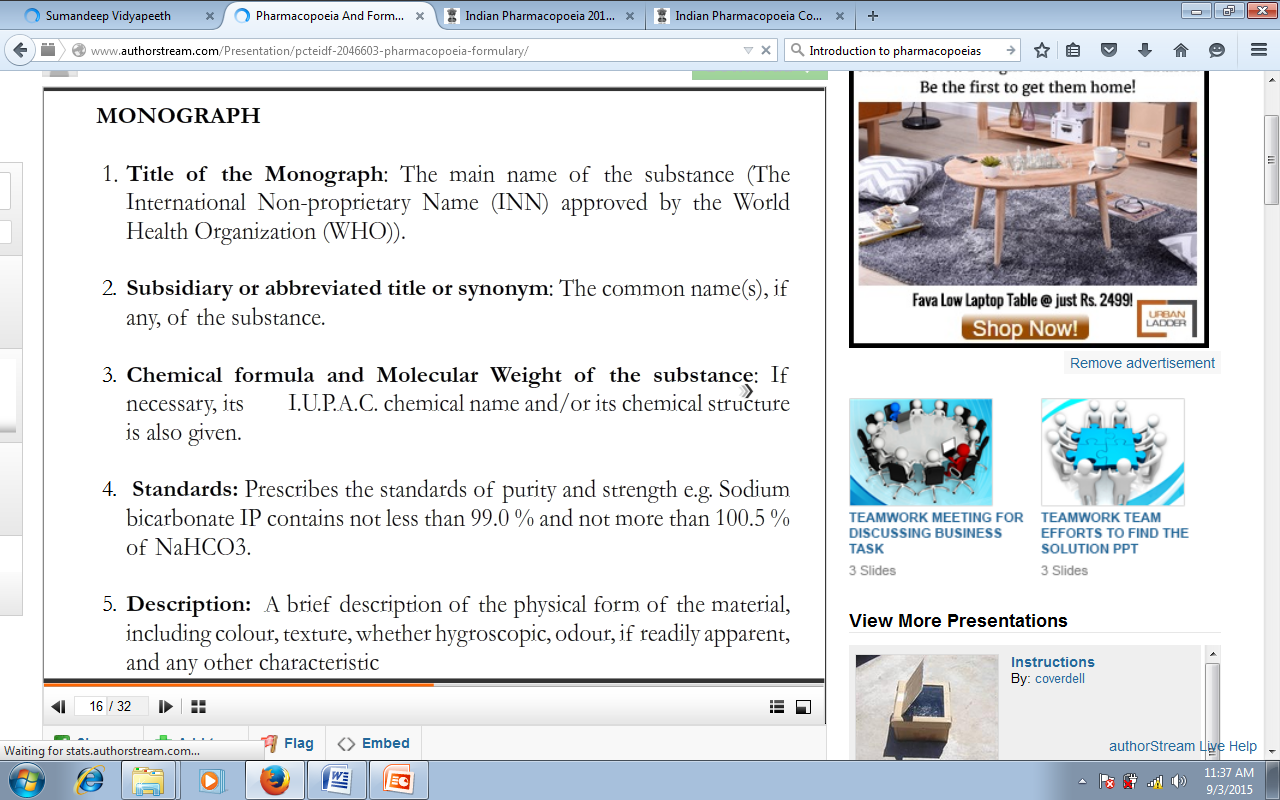 Sumandeep Vidyapeeth
Pharmacopoeia And Form...
Indian Pharmacopoeia 201...
Indian Pharmacopoeia Co...
www.authorstream.com/Presentation/pcteidf-2046603-pharmacopoeia-formulary/
Introduction to pharmacopoeias
MONOGRAPH
1. Title of the Monograph: The main name of the substance (The
International Non-proprietary Name (INN) approved by the World
Health Organization (WHO)).
2. Subsidiary or abbreviated title or synonym: The common name(s), if
any, of the substance.
3. Chemical formula and Molecular Weight of the substance: If
necessary, its I.U.P.A.C. chemical name and/or its chemical structure
is also given.
4. Standards: Prescribes the standards of purity and strength e.g. Sodium
bicarbonate IP contains not less than 99.0 % and not more than 100.5 %
of NaHCO3.
5. Description: A brief description of the physical form of the material,
including colour, texture, whether hygroscopic, odour, if readily apparent,
and any other characteristic
16 / 32
Flag
Embed
Waiting for stats.authorstream.com...
Be the first to get them home!
Fava Low Laptop Table @ just Rs. 2499!
Shop Now!
URBAN
LADDER
Remove advertisement
TEAMWORK MEETING FOR
DISCUSSING BUSINESS
TASK
3 Slides
TEAMWORK TEAM
EFFORTS TO FIND THE
SOLUTION PPT
3 Slides
View More Presentations
Instructions
By: coverdell
authorStream Live Help
11:37 AM
9/3/2015